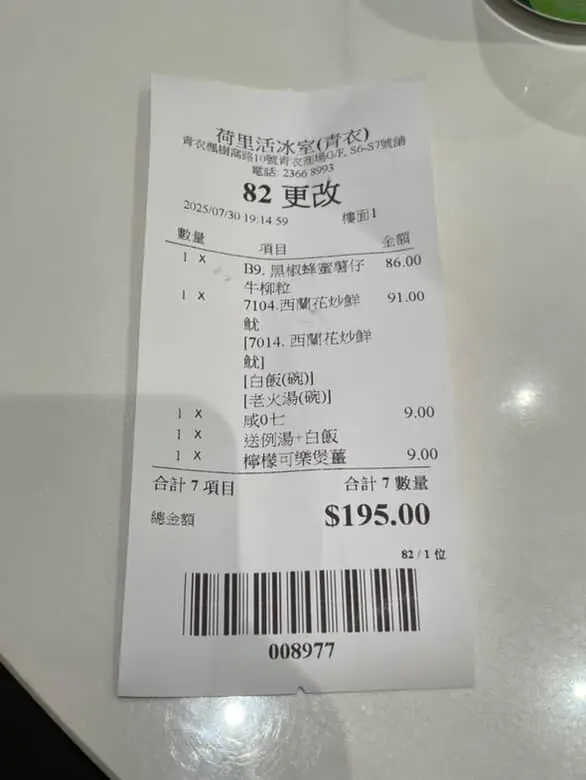 荷里活冰室(青衣)
青衣楓樹窩路10號青衣商場G/F, S6-S7號舖
電話: 2366 8993
82 更改
2025/07/30 19:14:59 樓面1
數量 項目 金額
1 X B9. 黑椒蜂蜜薯仔 86.00
牛柳粒
1 X 7104.西蘭花炒鮮 91.00
魷
[7014. 西蘭花炒鮮
魷]
[白飯(碗)]
[老火湯(碗)]
1 X 咸0七 9.00
1 X 送例湯+白飯
1 X 檸檬可樂煲薑 9.00
合計 7 項目 合計 7 數量
總金額 $195.00
82 / 1 位
008977